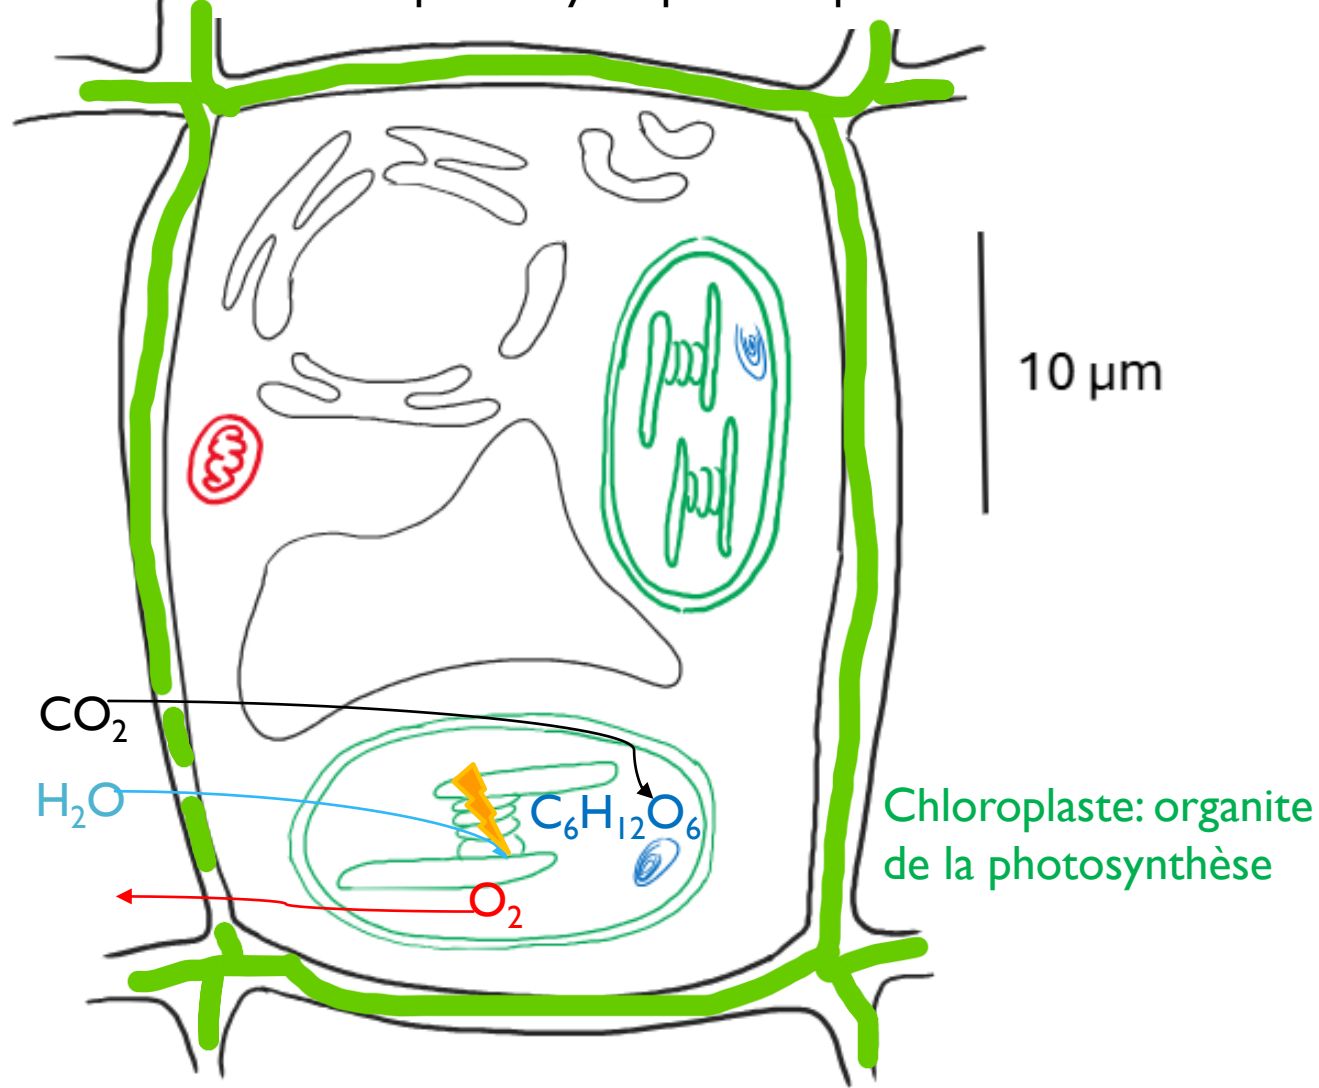 10 µm
CO₂
H₂O
C₆H₁₂O₆
O₂
Chloroplaste: organite
de la photosynthèse